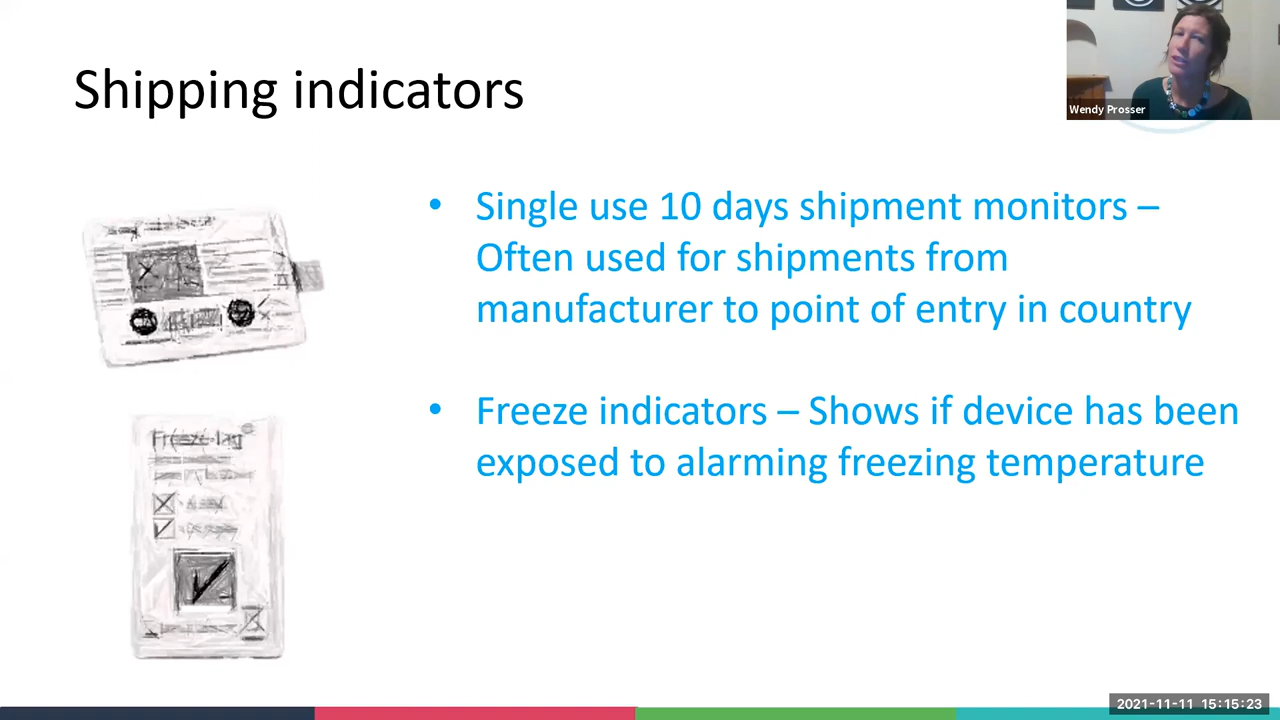 Wendy Prosser
Shipping indicators
• Single use 10 days shipment monitors –
Often used for shipments from
manufacturer to point of entry in country
• Freeze indicators – Shows if device has been
exposed to alarming freezing temperature
Freeze-tag
2021-11-11 15:15:23